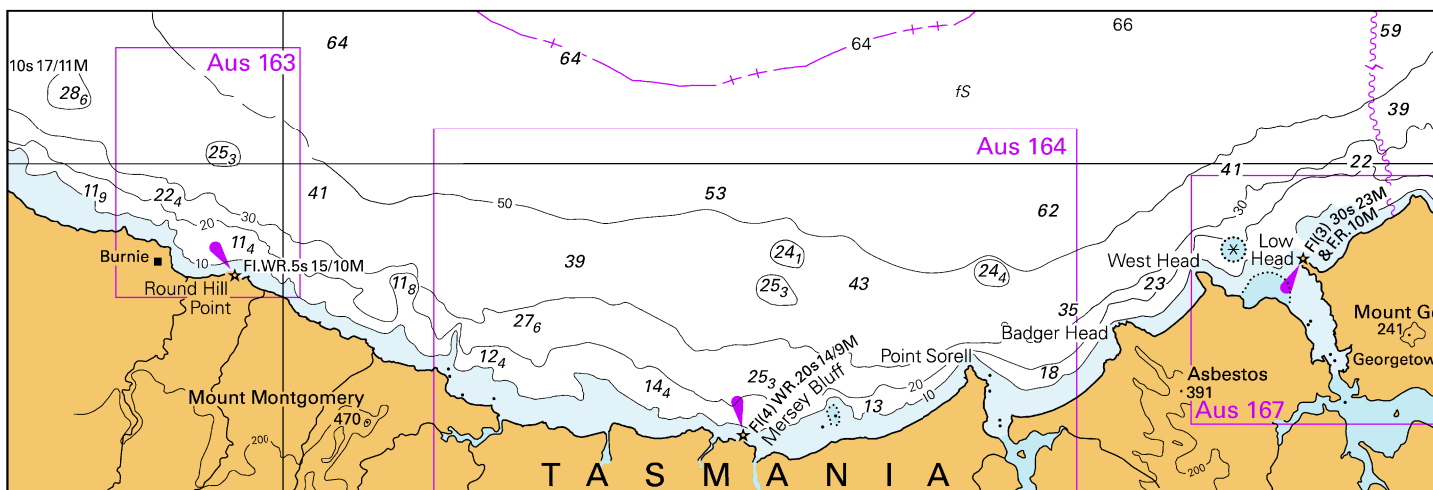 64
64
64
66
59
Aus 163
10s 17/11M
28₆
fS
39
25₃
Aus 164
41
22
11₉
22₄
41
50
53
62
30
30
20
11₄
10
Burnie
Fl.WR.5s 15/10M
Round Hill
Point
39
24₁
25₃
43
24₄
West Head
Low
Head
Fl(3) 30s 23M
& F.R.10M
11₈
23
35
27₆
Badger Head
Mount G
241
Georgetow
12₄
Point Sorell
18
14₄
25₃
20
10
13
Fl(4) WR.20s14/9M
Mersey Bluff
Asbestos
391
Aus 167
Mount Montgomery
470
200
200
TASMANIA